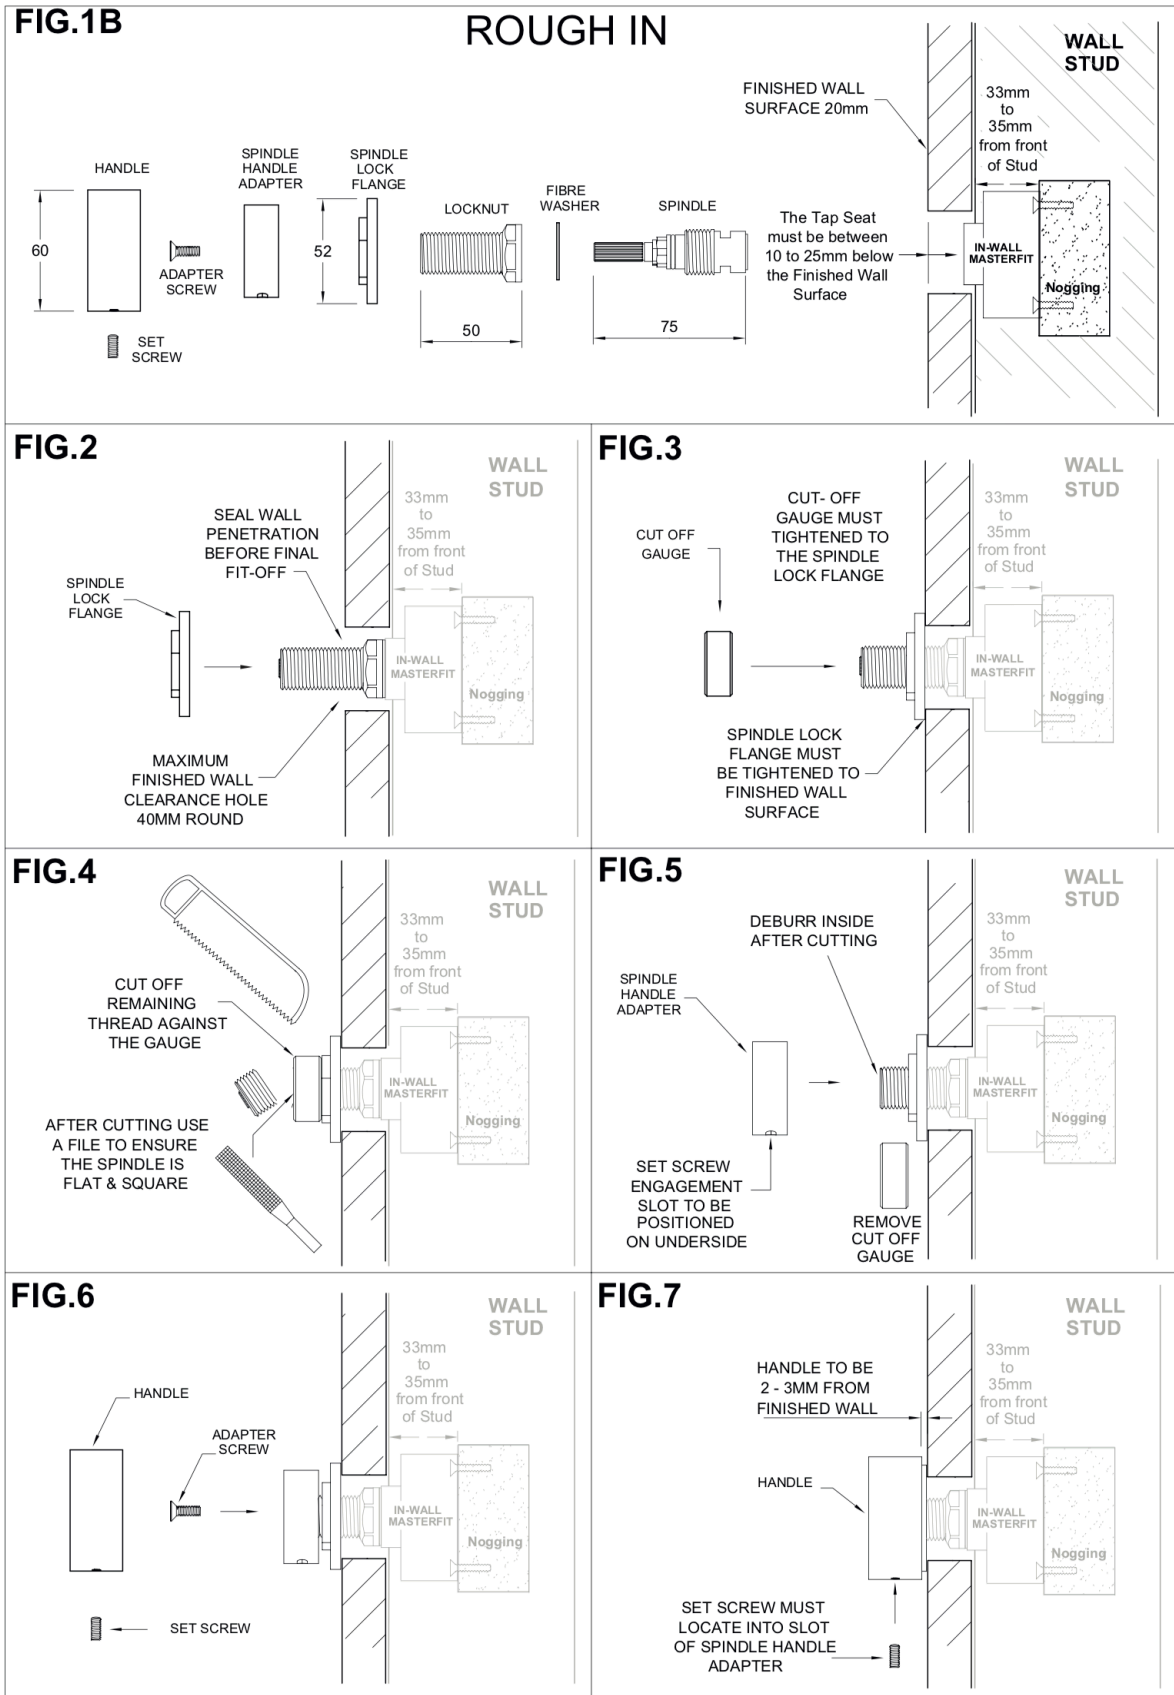 FIG.1B
ROUGH IN
WALL
STUD
FINISHED WALL
SURFACE 20mm
33mm
to
35mm
from front
of Stud
HANDLE
SPINDLE
HANDLE
ADAPTER
SPINDLE
LOCK
FLANGE
LOCKNUT
FIBRE
WASHER
SPINDLE
The Tap Seat
must be between
10 to 25mm below
the Finished Wall
Surface
IN-WALL
MASTERFIT
Nogging
60
ADAPTER
SCREW
52
50
75
SET
SCREW
FIG.2
WALL
STUD
33mm
to
35mm
from front
of Stud
SEAL WALL
PENETRATION
BEFORE FINAL
FIT-OFF
SPINDLE
LOCK
FLANGE
IN-WALL
MASTERFIT
Nogging
MAXIMUM
FINISHED WALL
CLEARANCE HOLE
40MM ROUND
FIG.3
WALL
STUD
33mm
to
35mm
from front
of Stud
CUT- OFF
GAUGE MUST
TIGHTENED TO
THE SPINDLE
LOCK FLANGE
CUT OFF
GAUGE
IN-WALL
MASTERFIT
Nogging
SPINDLE LOCK
FLANGE MUST
BE TIGHTENED TO
FINISHED WALL
SURFACE
FIG.4
WALL
STUD
33mm
to
35mm
from front
of Stud
CUT OFF
REMAINING
THREAD AGAINST
THE GAUGE
IN-WALL
MASTERFIT
Nogging
AFTER CUTTING USE
A FILE TO ENSURE
THE SPINDLE IS
FLAT & SQUARE
FIG.5
WALL
STUD
33mm
to
35mm
from front
of Stud
DEBURR INSIDE
AFTER CUTTING
SPINDLE
HANDLE
ADAPTER
IN-WALL
MASTERFIT
Nogging
SET SCREW
ENGAGEMENT
SLOT TO BE
POSITIONED
ON UNDERSIDE
REMOVE
CUT OFF
GAUGE
FIG.6
WALL
STUD
33mm
to
35mm
from front
of Stud
HANDLE
ADAPTER
SCREW
IN-WALL
MASTERFIT
Nogging
SET SCREW
FIG.7
WALL
STUD
33mm
to
35mm
from front
of Stud
HANDLE TO BE
2 - 3MM FROM
FINISHED WALL
HANDLE
IN-WALL
MASTERFIT
Nogging
SET SCREW MUST
LOCATE INTO SLOT
OF SPINDLE HANDLE
ADAPTER